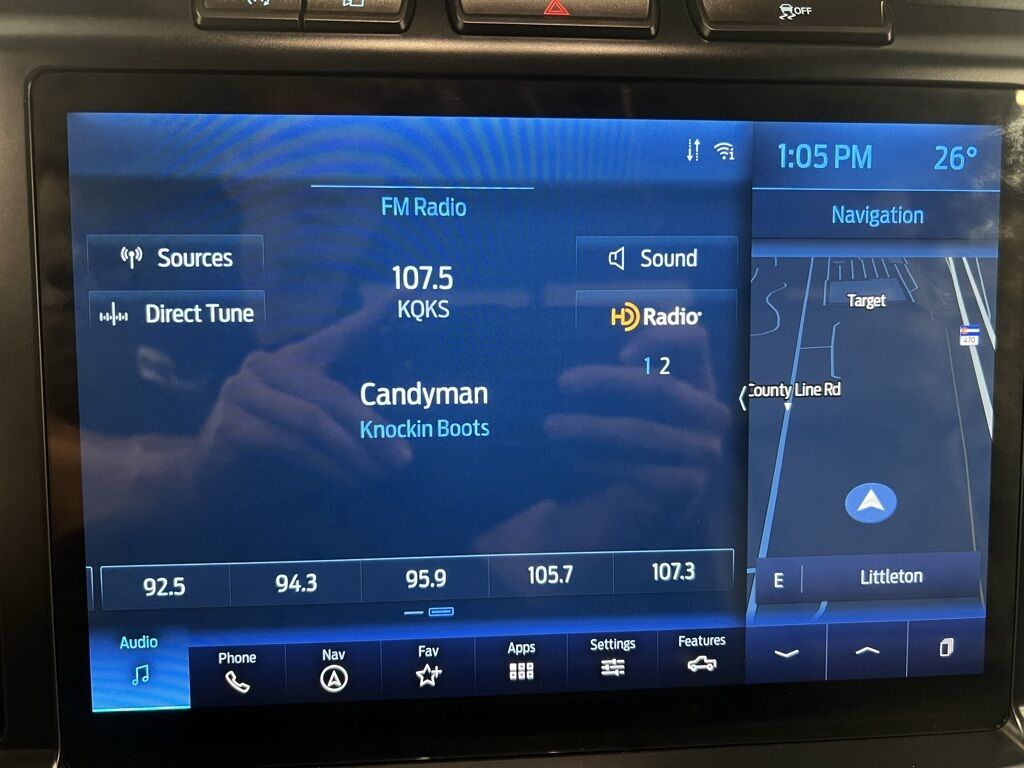 OFF
1:05 PM 26°
FM Radio
Navigation
Sources
107.5
KQKS
Sound
Direct Tune
HD Radio
1 2
Candyman
Knockin Boots
Target
470
County Line Rd
92.5 94.3 95.9 105.7 107.3
E Littleton
Audio Phone Nav Fav Apps Settings Features